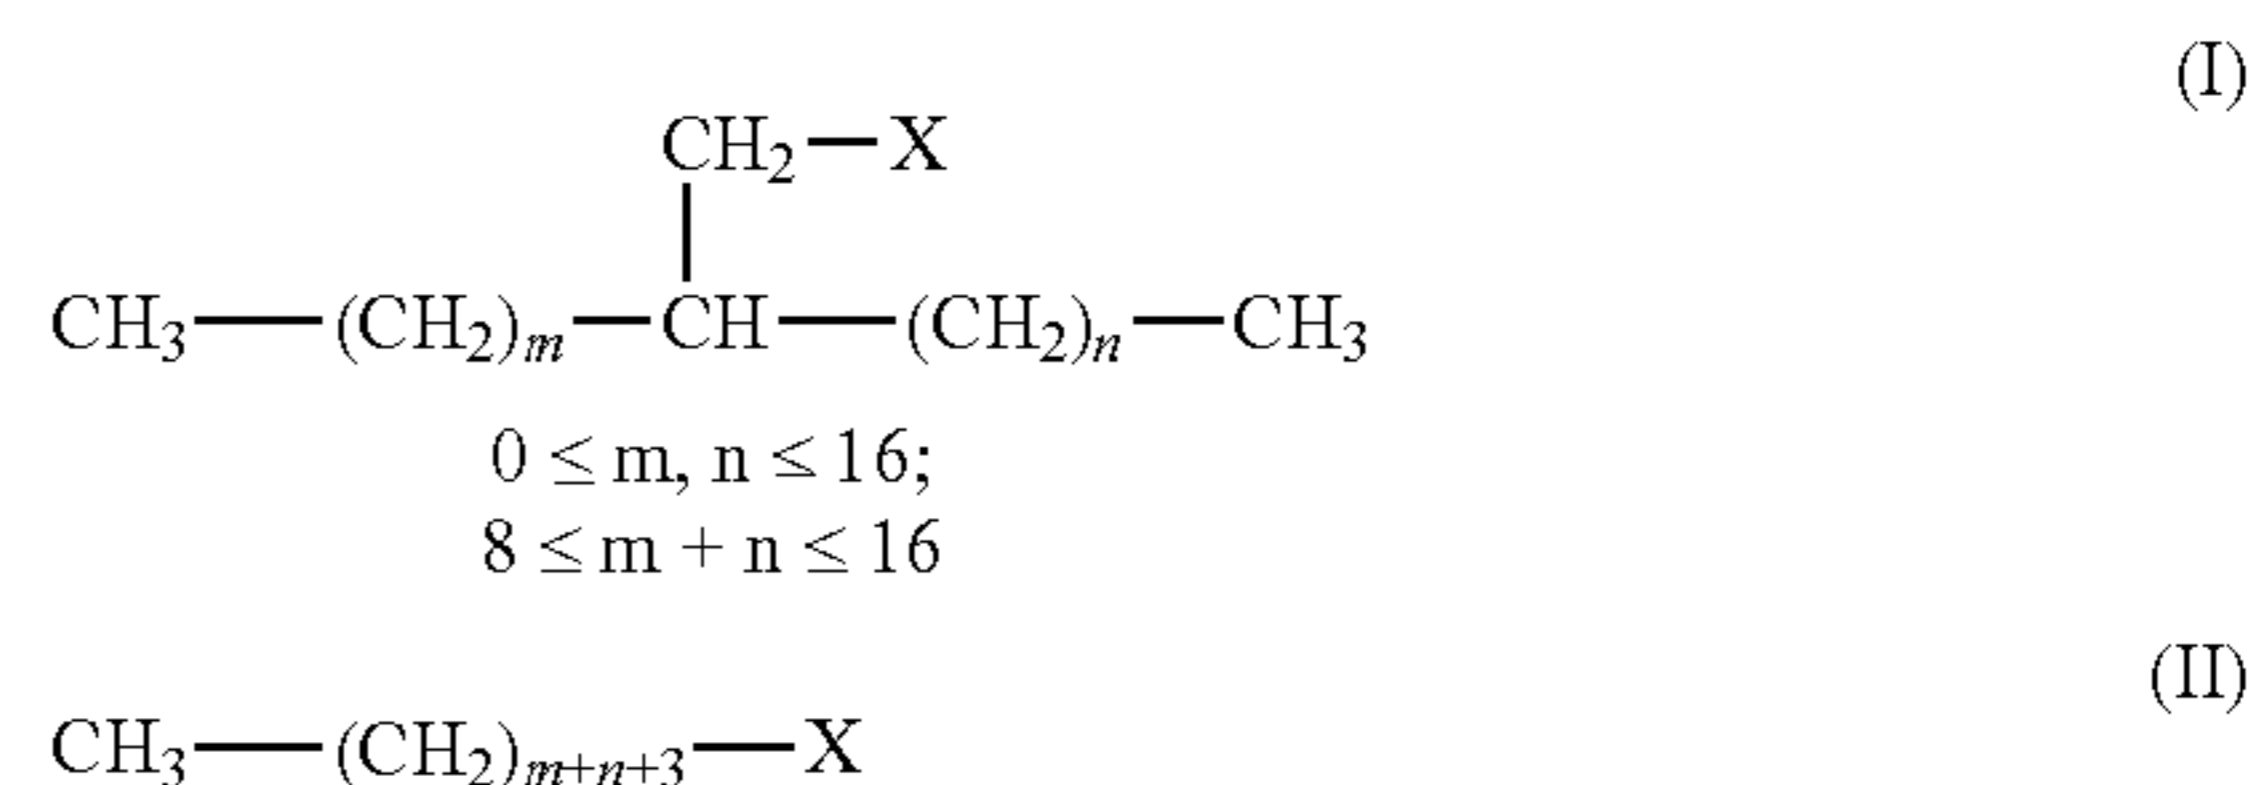 (I)
CH₂—X
CH₃—(CH₂)ₘ—CH—(CH₂)ₙ—CH₃
0 ≤ m, n ≤ 16;
8 ≤ m + n ≤ 16
(II)
CH₃—(CH₂)ₘ₊ₙ₊₃—X